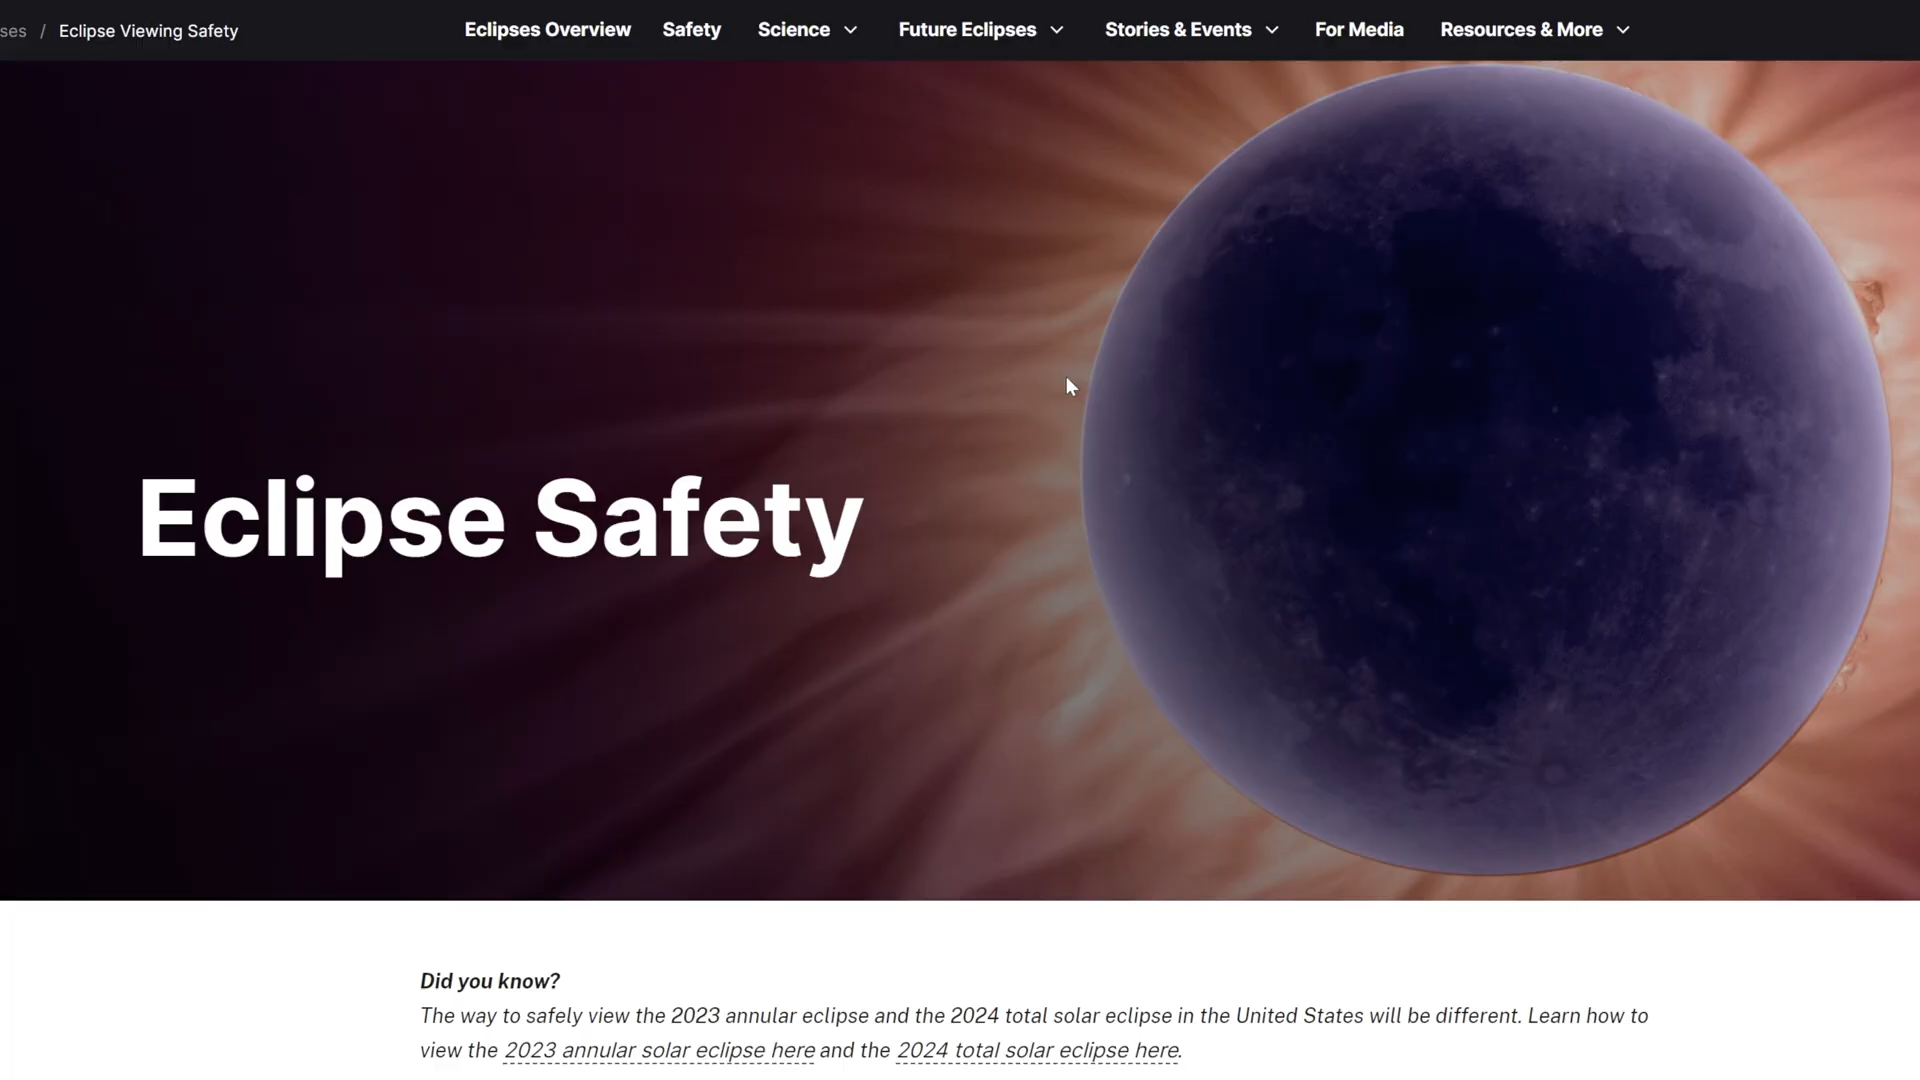 ses / Eclipse Viewing Safety Eclipses Overview Safety Science Future Eclipses Stories & Events For Media Resources & More
Eclipse Safety
Did you know?
The way to safely view the 2023 annular eclipse and the 2024 total solar eclipse in the United States will be different. Learn how to
view the 2023 annular solar eclipse here and the 2024 total solar eclipse here.